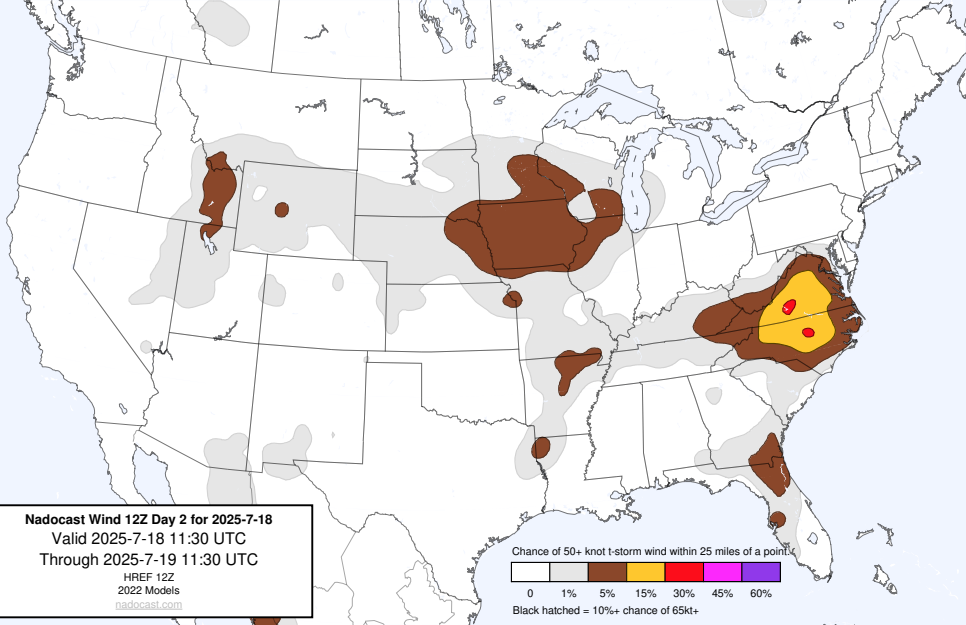 Nadocast Wind 12Z Day 2 for 2025-7-18
Valid 2025-7-18 11:30 UTC
Through 2025-7-19 11:30 UTC
HREF 12Z
2022 Models
nadocast.com
Chance of 50+ knot t-storm wind within 25 miles of a point.
0 1% 5% 15% 30% 45% 60%
Black hatched = 10%+ chance of 65kt+